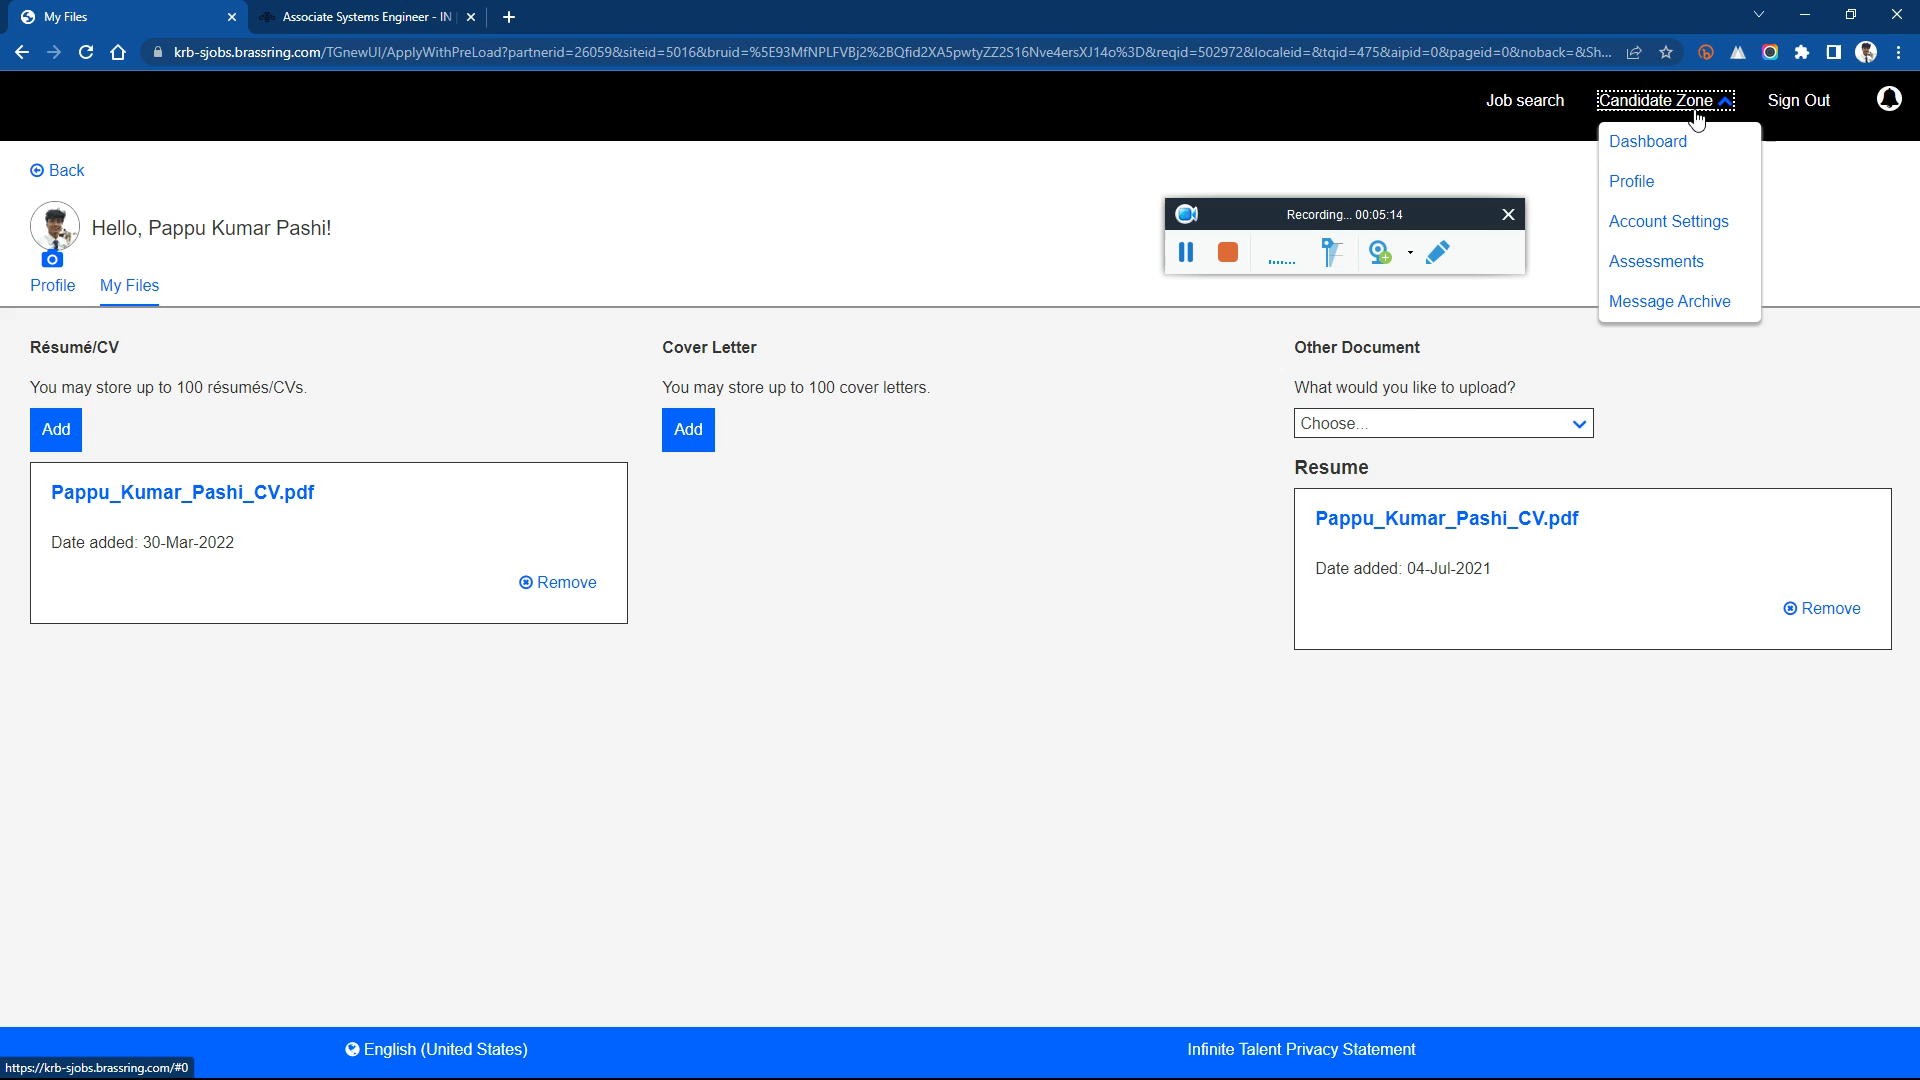 My Files
Associate Systems Engineer - IN
krb-sjobs.brassring.com/TGnewUI/ApplyWithPreLoad?partnerid=26059&siteid=5016&bruid=%5E93MfNPLFVBj2%2BQfid2XA5pwtyZZ2S16Nve4ersXJ14o%3D&reqid=502972&localeid=&tqid=475&aipid=0&pageid=0&noback=&Sh...
Job search
Candidate Zone
Sign Out
Dashboard
Profile
Account Settings
Assessments
Message Archive
Back
Hello, Pappu Kumar Pashi!
Recording... 00:05:14
Profile
My Files
Résumé/CV
You may store up to 100 résumés/CVs.
Add
Pappu_Kumar_Pashi_CV.pdf
Date added: 30-Mar-2022
Remove
Cover Letter
You may store up to 100 cover letters.
Add
Other Document
What would you like to upload?
Choose...
Resume
Pappu_Kumar_Pashi_CV.pdf
Date added: 04-Jul-2021
Remove
English (United States)
Infinite Talent Privacy Statement
https://krb-sjobs.brassring.com/#0